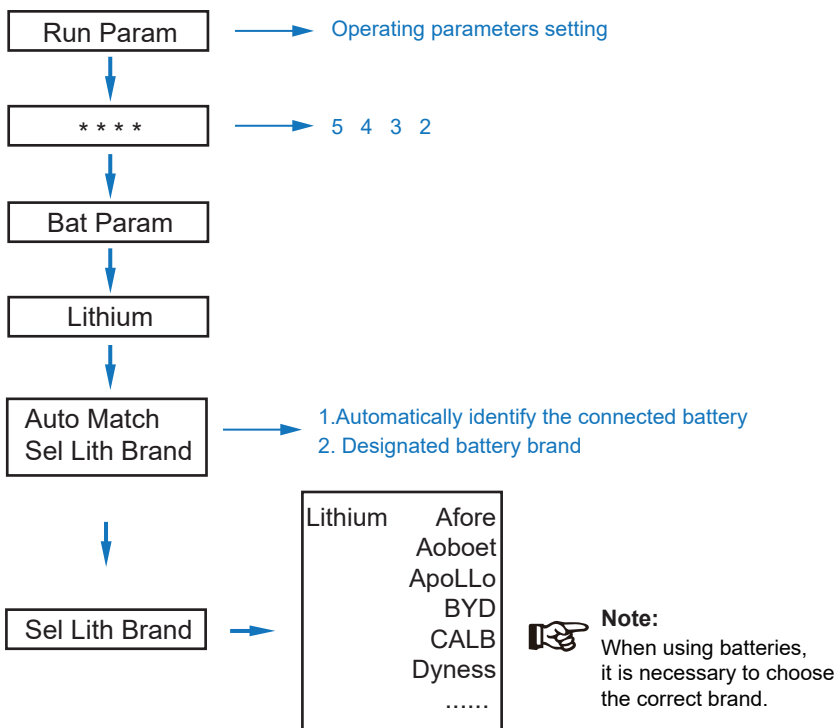 Run Param
Operating parameters setting
* * * *
5 4 3 2
Bat Param
Lithium
Auto Match
Sel Lith Brand
1.Automatically identify the connected battery
2. Designated battery brand
Sel Lith Brand
Lithium Afore
Aoboet
ApoLLo
BYD
CALB
Dyness
......
Note:
When using batteries,
it is necessary to choose
the correct brand.